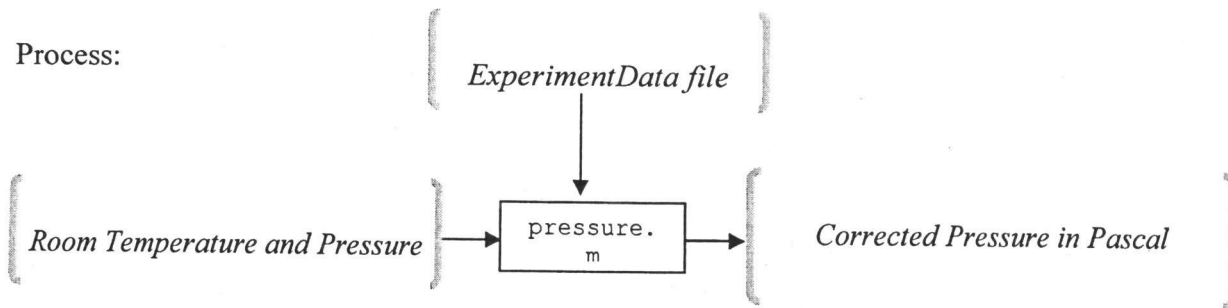 Process:
ExperimentData file
Room Temperature and Pressure
pressure.
m
Corrected Pressure in Pascal